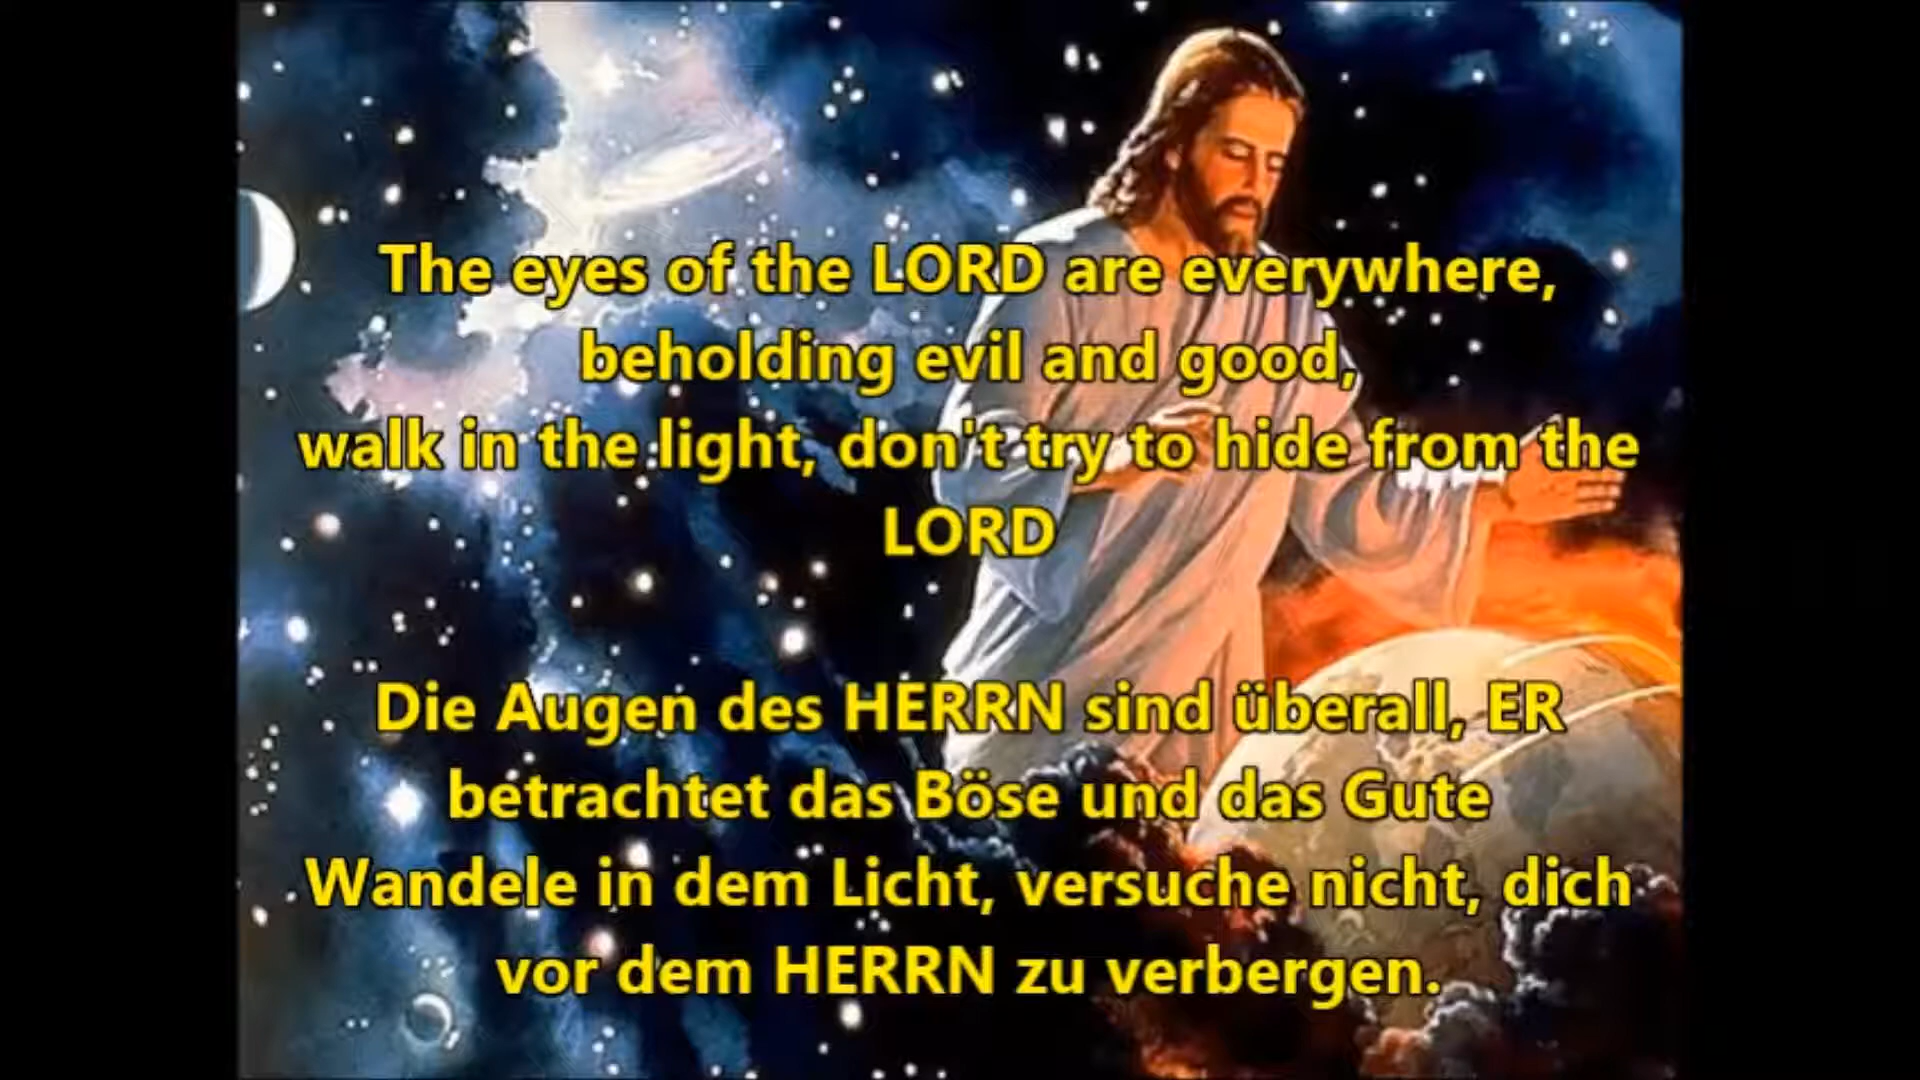 The eyes of the LORD are everywhere,
beholding evil and good,
walk in the light, don't try to hide from the
LORD
Die Augen des HERRN sind überall, ER
betrachtet das Böse und das Gute
Wandele in dem Licht, versuche nicht, dich
vor dem HERRN zu verbergen.